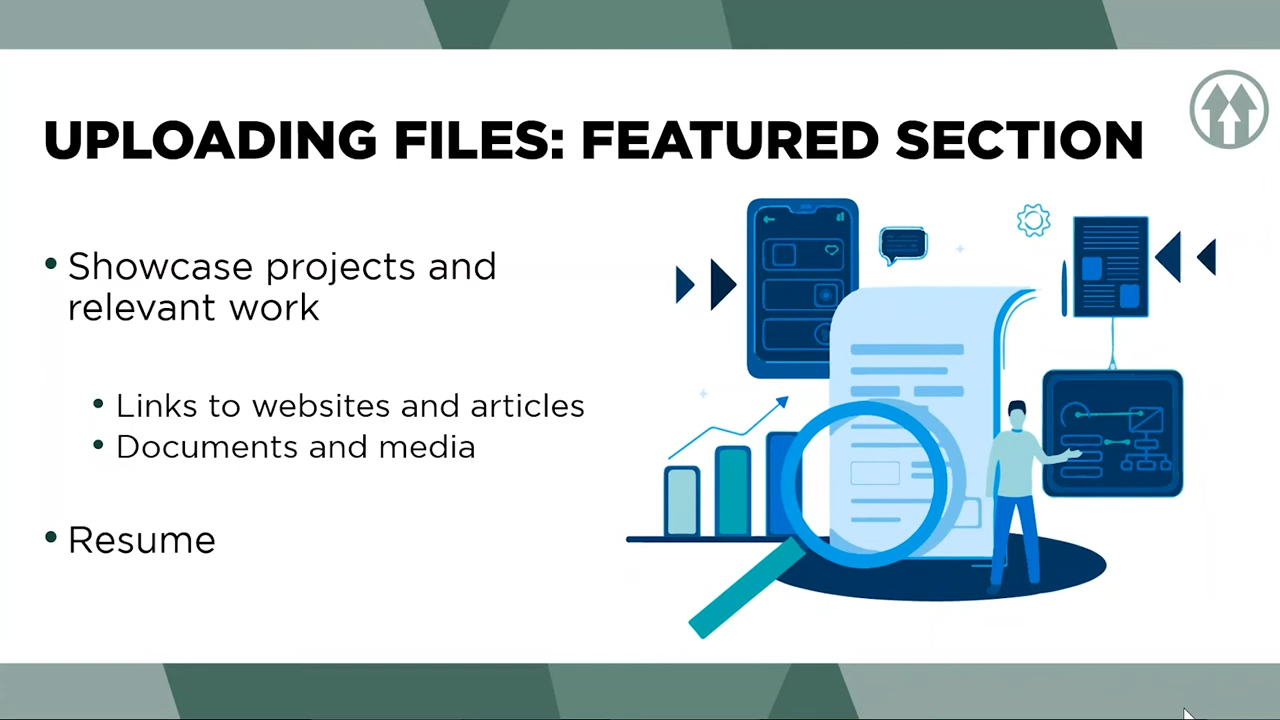 UPLOADING FILES: FEATURED SECTION
• Showcase projects and
relevant work
• Links to websites and articles
• Documents and media
• Resume